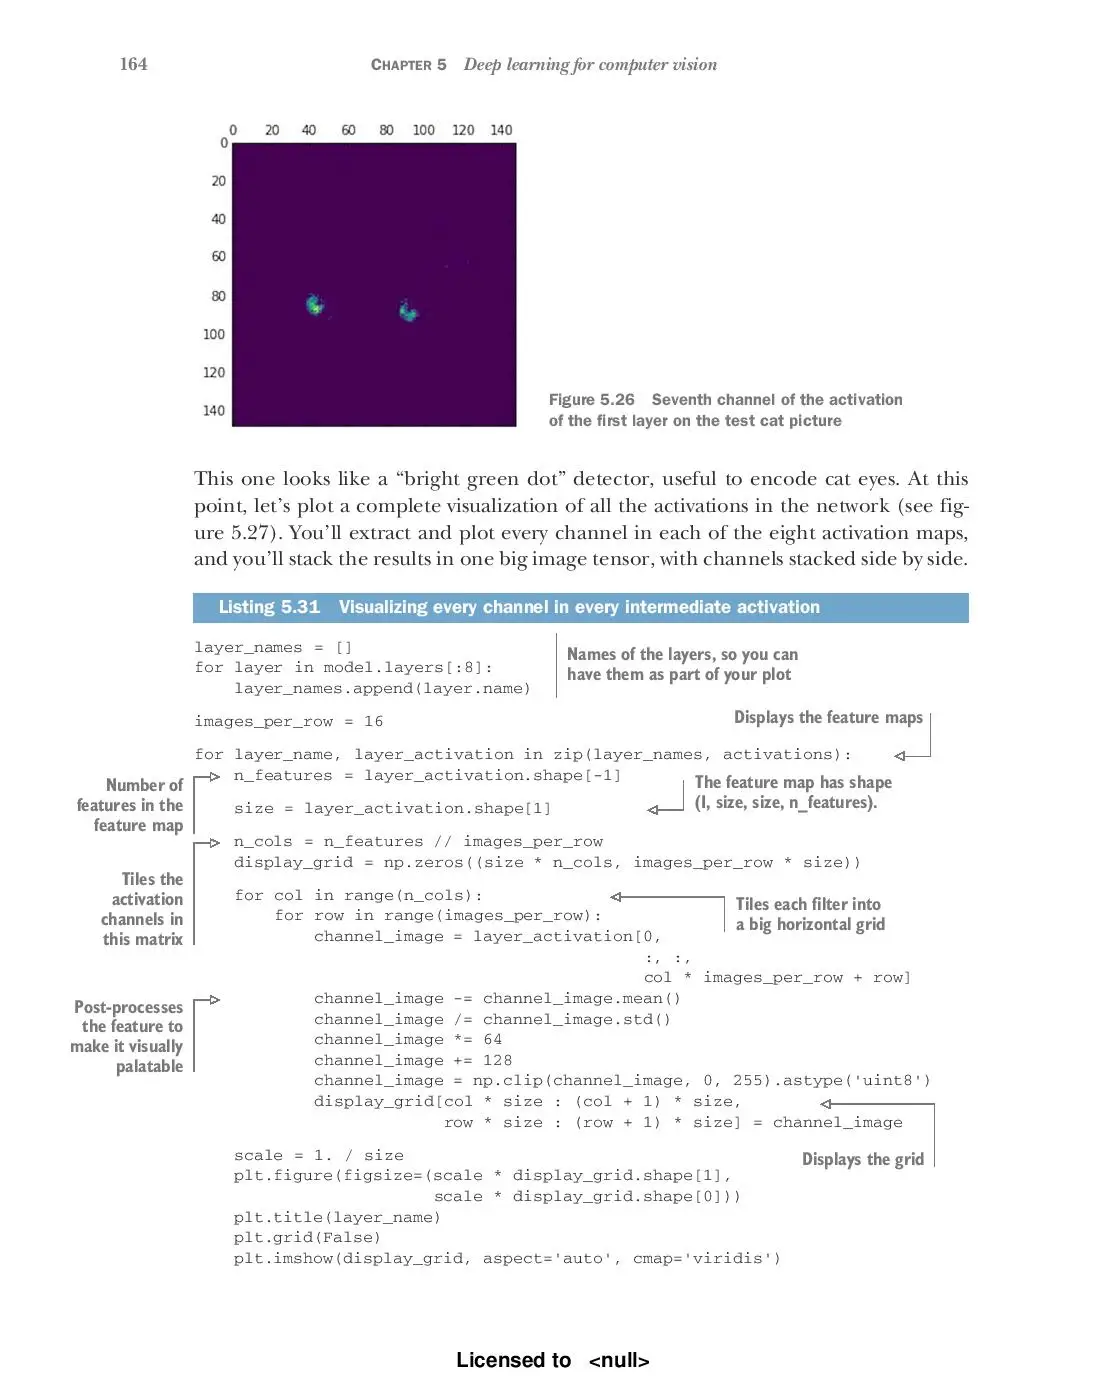 164 CHAPTER 5 Deep learning for computer vision
0 20 40 60 80 100 120 140
0
20
40
60
80
100
120
140
Figure 5.26 Seventh channel of the activation
of the first layer on the test cat picture
This one looks like a “bright green dot” detector, useful to encode cat eyes. At this
point, let’s plot a complete visualization of all the activations in the network (see fig-
ure 5.27). You’ll extract and plot every channel in each of the eight activation maps,
and you’ll stack the results in one big image tensor, with channels stacked side by side.
Listing 5.31 Visualizing every channel in every intermediate activation
layer_names = []
for layer in model.layers[:8]:
    layer_names.append(layer.name)
Names of the layers, so you can
have them as part of your plot
images_per_row = 16
Displays the feature maps
for layer_name, layer_activation in zip(layer_names, activations):
    n_features = layer_activation.shape[-1]
Number of
features in the
feature map
The feature map has shape
(1, size, size, n_features).
    size = layer_activation.shape[1]
    n_cols = n_features // images_per_row
    display_grid = np.zeros((size * n_cols, images_per_row * size))
Tiles the
activation
channels in
this matrix
    for col in range(n_cols):
        for row in range(images_per_row):
            channel_image = layer_activation[0,
                                             :, :,
                                             col * images_per_row + row]
Tiles each filter into
a big horizontal grid
            channel_image -= channel_image.mean()
            channel_image /= channel_image.std()
            channel_image *= 64
            channel_image += 128
            channel_image = np.clip(channel_image, 0, 255).astype('uint8')
Post-processes
the feature to
make it visually
palatable
            display_grid[col * size : (col + 1) * size,
                         row * size : (row + 1) * size] = channel_image
Displays the grid
    scale = 1. / size
    plt.figure(figsize=(scale * display_grid.shape[1],
                        scale * display_grid.shape[0]))
    plt.title(layer_name)
    plt.grid(False)
    plt.imshow(display_grid, aspect='auto', cmap='viridis')
Licensed to <null>